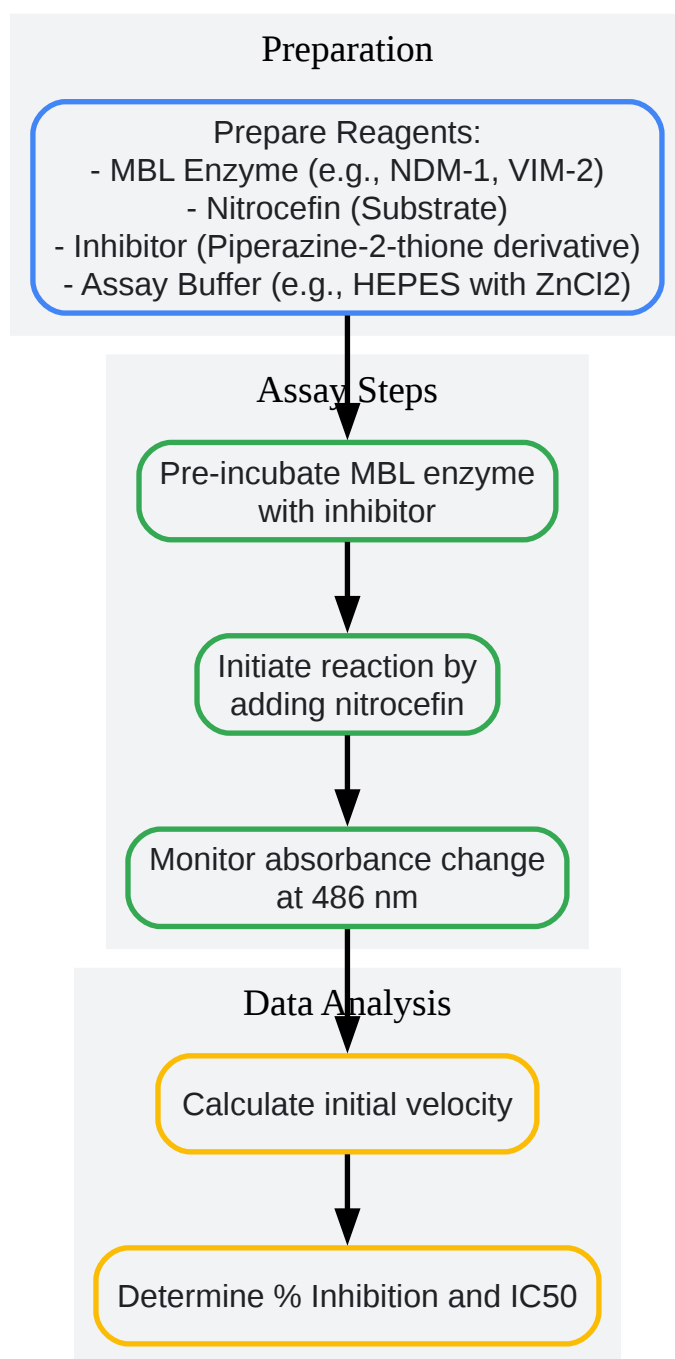 Preparation
Prepare Reagents:
- MBL Enzyme (e.g., NDM-1, VIM-2)
- Nitrocefin (Substrate)
- Inhibitor (Piperazine-2-thione derivative)
- Assay Buffer (e.g., HEPES with ZnCl2)
Assay Steps
Pre-incubate MBL enzyme
with inhibitor
Initiate reaction by
adding nitrocefin
Monitor absorbance change
at 486 nm
Data Analysis
Calculate initial velocity
Determine % Inhibition and IC50